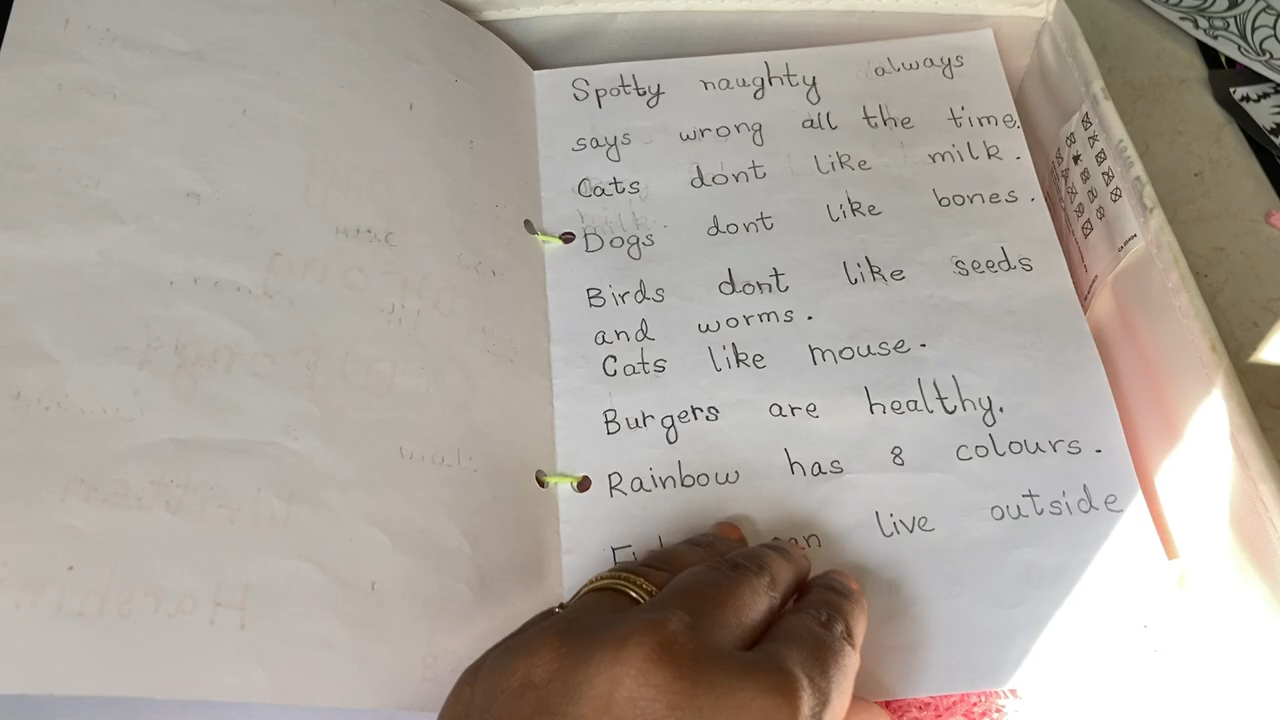 Spotty naughty always
says wrong all the time.
Cats dont like milk.
Dogs dont like bones.
Birds dont like seeds
and worms.
Cats like mouse.
Burgers are healthy.
Rainbow has 8 colours.
live outside